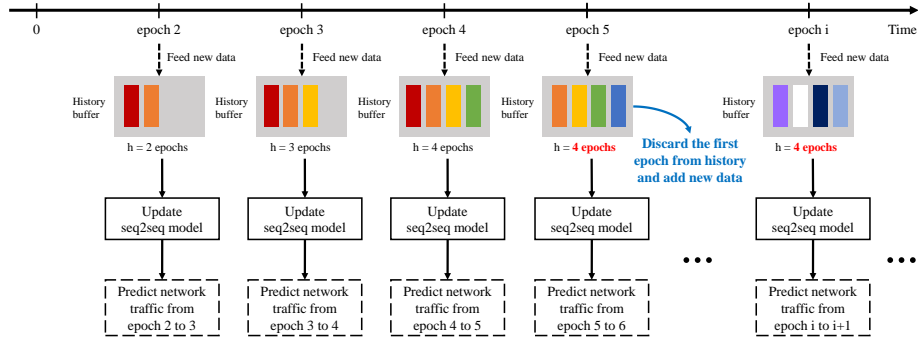 0
epoch 2
epoch 3
epoch 4
epoch 5
epoch i
Time
Feed new data
Feed new data
Feed new data
Feed new data
Feed new data
History
buffer
History
buffer
History
buffer
History
buffer
History
buffer
h = 2 epochs
h = 3 epochs
h = 4 epochs
h = 4 epochs
h = 4 epochs
Discard the first
epoch from history
and add new data
Update
seq2seq model
Update
seq2seq model
Update
seq2seq model
Update
seq2seq model
Update
seq2seq model
...
...
Predict network
traffic from
epoch 2 to 3
Predict network
traffic from
epoch 3 to 4
Predict network
traffic from
epoch 4 to 5
Predict network
traffic from
epoch 5 to 6
Predict network
traffic from
epoch i to i+1